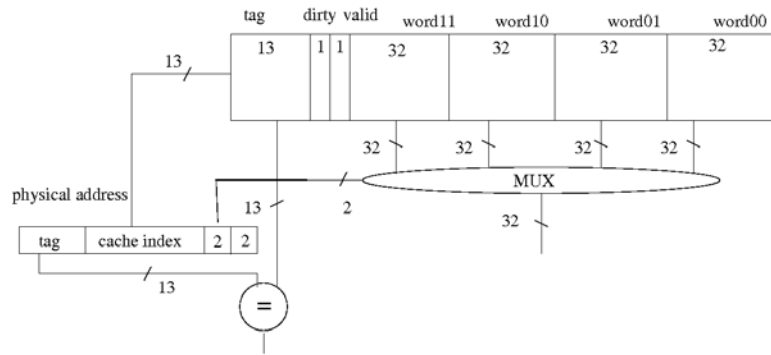 tag dirty valid word11 word10 word01 word00
13 1 1 32 32 32 32
13
32 32 32 32
MUX
physical address
13 2 32
tag cache index 2 2
13
=